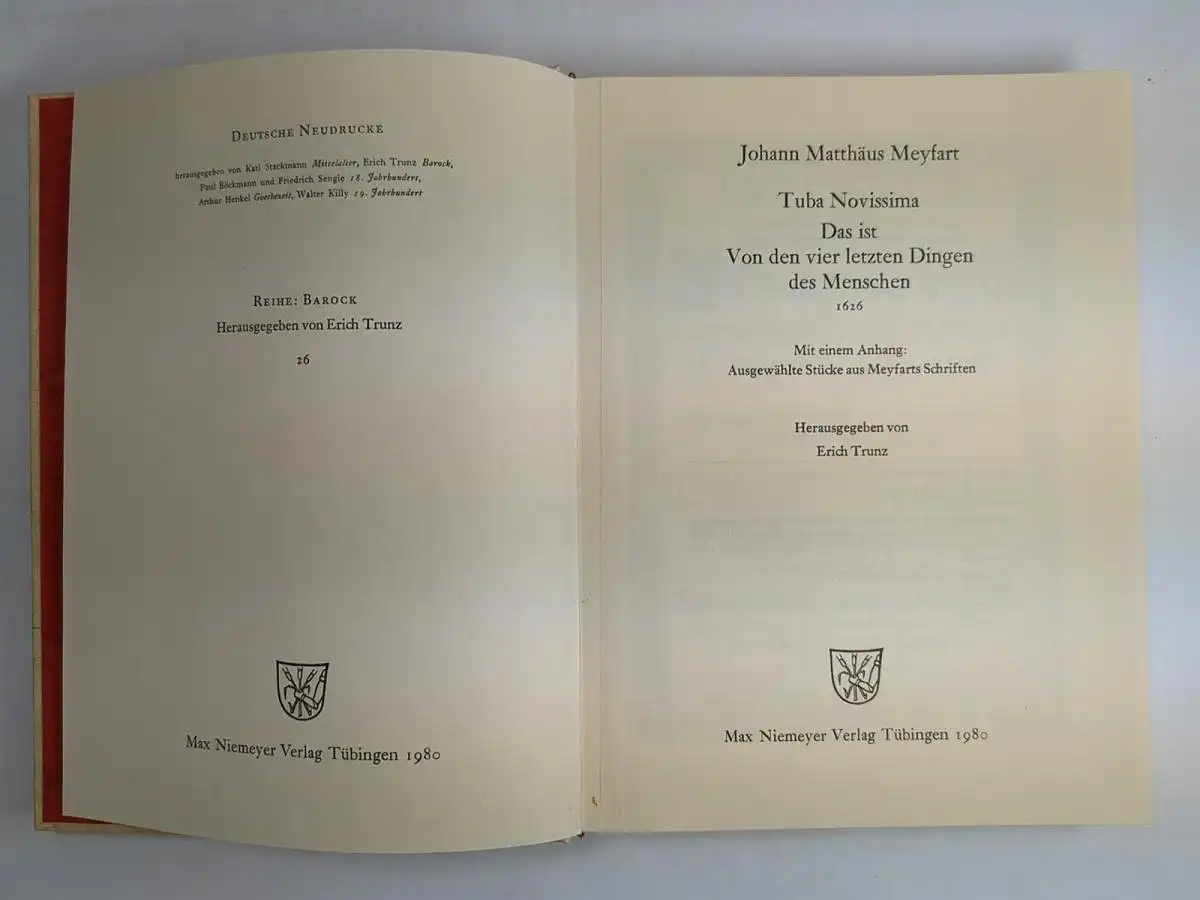 Deutsche Neudrucke
herausgegeben von Karl Stackmann Mittelalter, Erich Trunz Barock,
Paul Böckmann und Friedrich Sengle 18. Jahrhundert,
Arthur Henkel Goethezeit, Walter Killy 19. Jahrhundert
Reihe: Barock
Herausgegeben von Erich Trunz
26
Max Niemeyer Verlag Tübingen 1980
Johann Matthäus Meyfart
Tuba Novissima
Das ist
Von den vier letzten Dingen
des Menschen
1626
Mit einem Anhang:
Ausgewählte Stücke aus Meyfarts Schriften
Herausgegeben von
Erich Trunz
Max Niemeyer Verlag Tübingen 1980